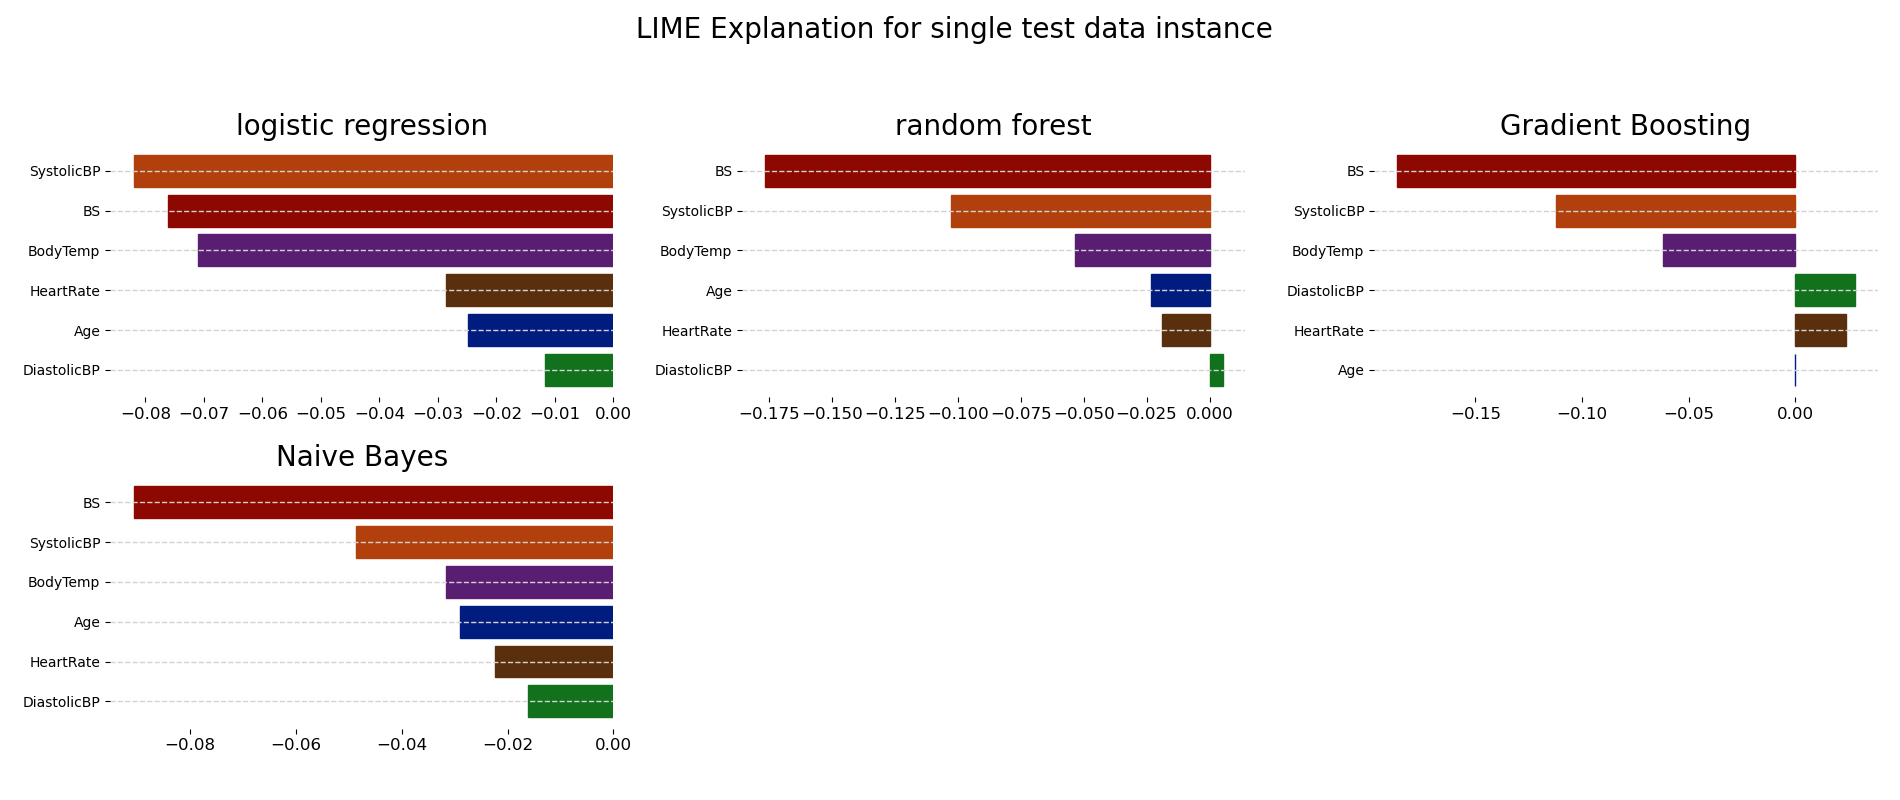 LIME Explanation for single test data instance
logistic regression
SystolicBP
BS
BodyTemp
HeartRate
Age
DiastolicBP
−0.08 −0.07 −0.06 −0.05 −0.04 −0.03 −0.02 −0.01 0.00
random forest
BS
SystolicBP
BodyTemp
Age
HeartRate
DiastolicBP
−0.175 −0.150 −0.125 −0.100 −0.075 −0.050 −0.025 0.000
Gradient Boosting
BS
SystolicBP
BodyTemp
DiastolicBP
HeartRate
Age
−0.15 −0.10 −0.05 0.00
Naive Bayes
BS
SystolicBP
BodyTemp
Age
HeartRate
DiastolicBP
−0.08 −0.06 −0.04 −0.02 0.00